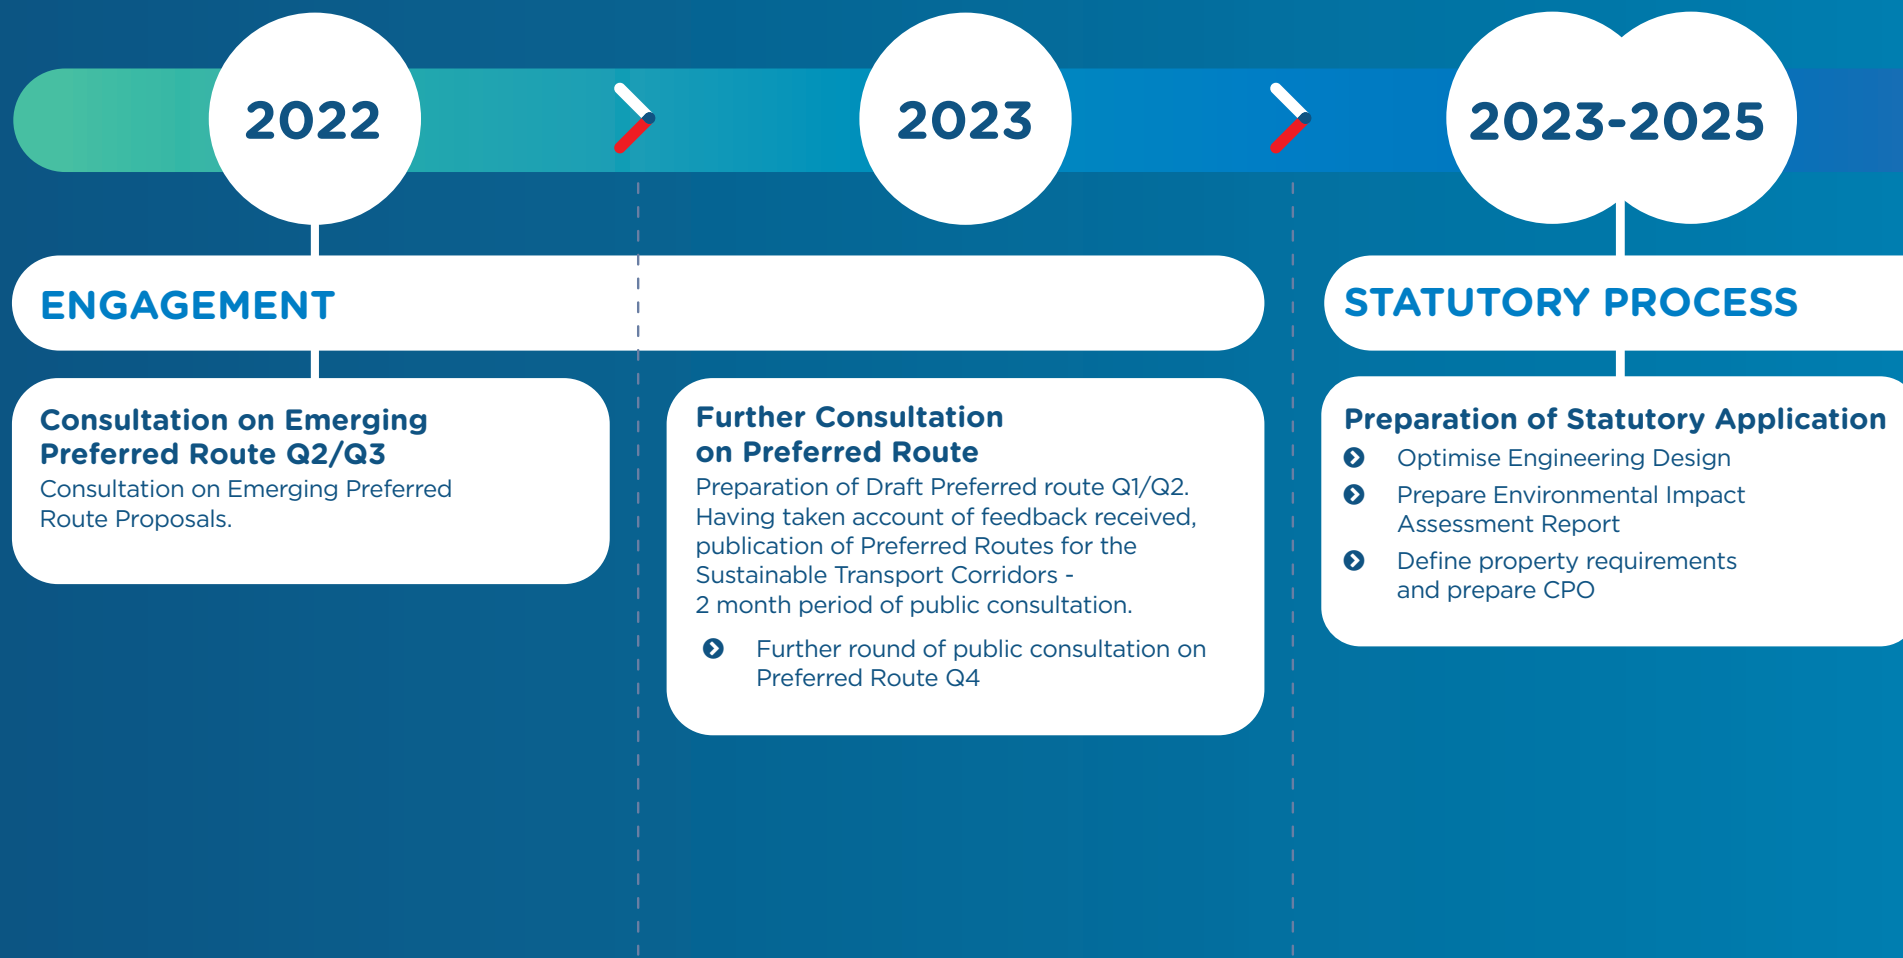 2022
2023
2023-2025
ENGAGEMENT
STATUTORY PROCESS
Consultation on Emerging
Preferred Route Q2/Q3
Consultation on Emerging Preferred
Route Proposals.
Further Consultation
on Preferred Route
Preparation of Draft Preferred route Q1/Q2.
Having taken account of feedback received,
publication of Preferred Routes for the
Sustainable Transport Corridors -
2 month period of public consultation.
Further round of public consultation on
Preferred Route Q4
Preparation of Statutory Application
Optimise Engineering Design
Prepare Environmental Impact
Assessment Report
Define property requirements
and prepare CPO